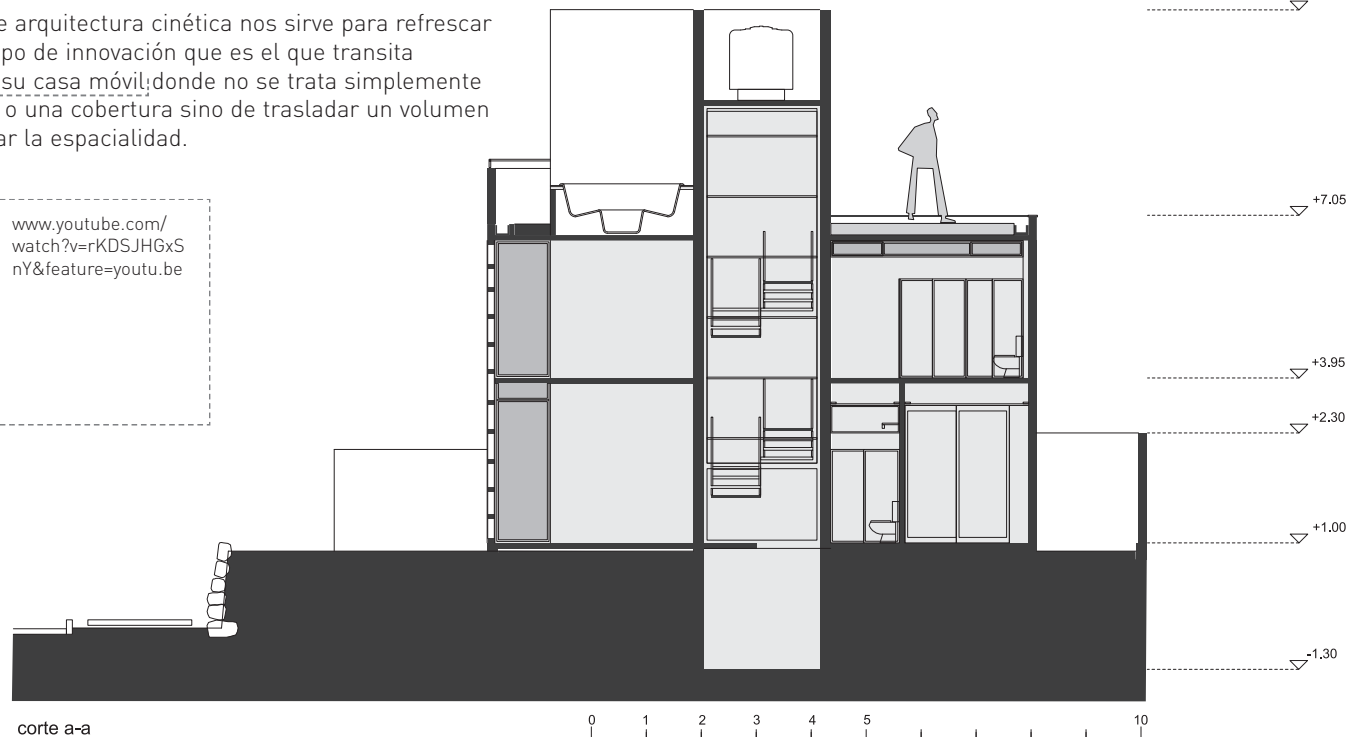 e arquitectura cinética nos sirve para refrescar
po de innovación que es el que transita
su casa móvil; donde no se trata simplemente
o una cobertura sino de trasladar un volumen
ar la espacialidad.
www.youtube.com/
watch?v=rKDSJHGxS
nY&feature=youtu.be
+7.05
+3.95
+2.30
+1.00
-1.30
corte a-a
0 1 2 3 4 5 10